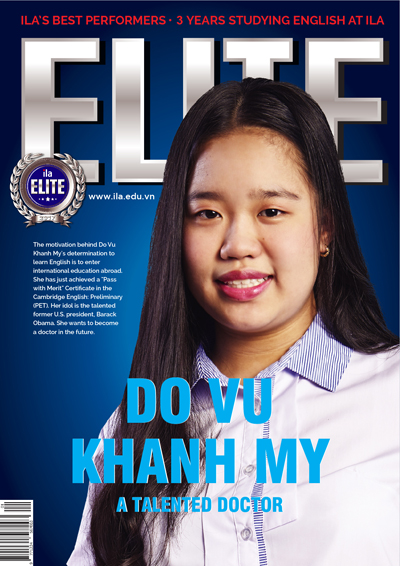 ILA'S BEST PERFORMERS • 3 YEARS STUDYING ENGLISH AT ILA
ELITE
ila
ELITE
www.ila.edu.vn
The motivation behind Do Vu
Khanh My's determination to
learn English is to enter
international education abroad.
She has just achieved a "Pass
with Merit" Certificate in the
Cambridge English: Preliminary
(PET). Her idol is the talented
former U.S. president, Barack
Obama. She wants to become
a doctor in the future.
DO VU
KHANH MY
A TALENTED DOCTOR